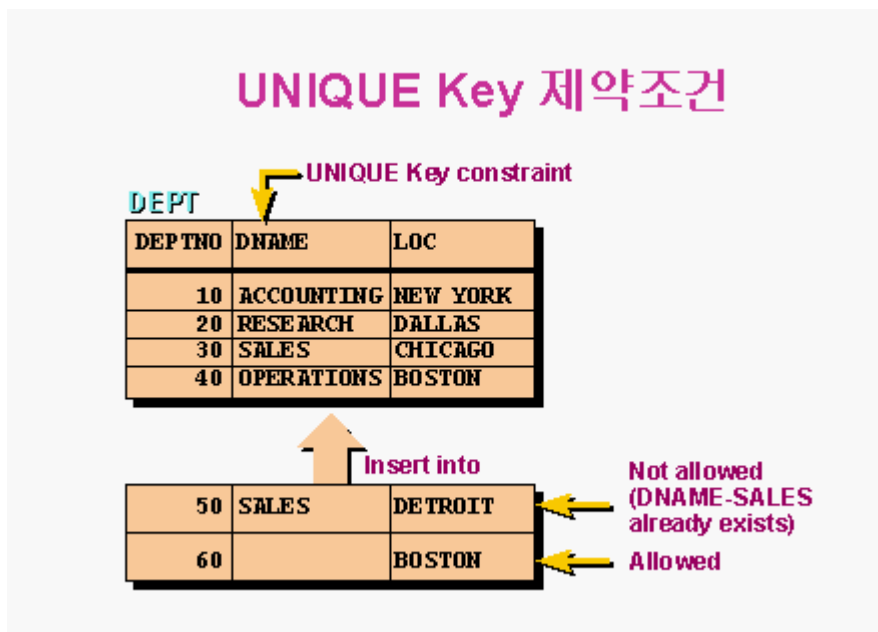 UNIQUE Key 제약조건
UNIQUE Key constraint
DEPT
DEPTNO DNAME LOC
10 ACCOUNTING NEW YORK
20 RESEARCH DALLAS
30 SALES CHICAGO
40 OPERATIONS BOSTON
Insert into
50 SALES DETROIT
Not allowed
(DNAME-SALES
already exists)
60 BOSTON
Allowed